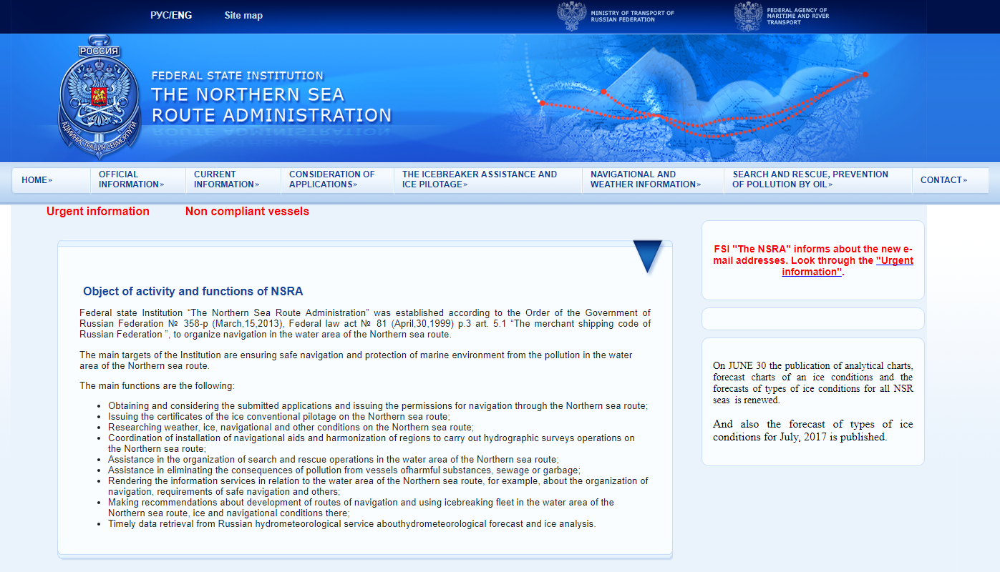 РУС/ENG
Site map
MINISTRY OF TRANSPORT OF
RUSSIAN FEDERATION
FEDERAL AGENCY OF
MARITIME AND RIVER
TRANSPORT
РОССИЯ
АДМИНИСТРАЦИЯ СЕВМОРПУТИ
FEDERAL STATE INSTITUTION
THE NORTHERN SEA
ROUTE ADMINISTRATION
HOME»
OFFICIAL
INFORMATION»
CURRENT
INFORMATION»
CONSIDERATION OF
APPLICATIONS»
THE ICEBREAKER ASSISTANCE AND
ICE PILOTAGE»
NAVIGATIONAL AND
WEATHER INFORMATION»
SEARCH AND RESCUE, PREVENTION
OF POLLUTION BY OIL»
CONTACT»
Urgent information
Non compliant vessels
Object of activity and functions of NSRA
Federal state Institution “The Northern Sea Route Administration” was established according to the Order of the Government of
Russian Federation № 358-p (March,15,2013), Federal law act № 81 (April,30,1999) p.3 art. 5.1 “The merchant shipping code of
Russian Federation ”, to organize navigation in the water area of the Northern sea route.
The main targets of the Institution are ensuring safe navigation and protection of marine environment from the pollution in the water
area of the Northern sea route.
The main functions are the following:
• Obtaining and considering the submitted applications and issuing the permissions for navigation through the Northern sea route;
• Issuing the certificates of the ice conventional pilotage on the Northern sea route;
• Researching weather, ice, navigational and other conditions on the Northern sea route;
• Coordination of installation of navigational aids and harmonization of regions to carry out hydrographic surveys operations on
the Northern sea route;
• Assistance in the organization of search and rescue operations in the water area of the Northern sea route;
• Assistance in eliminating the consequences of pollution from vessels ofharmful substances, sewage or garbage;
• Rendering the information services in relation to the water area of the Northern sea route, for example, about the organization of
navigation, requirements of safe navigation and others;
• Making recommendations about development of routes of navigation and using icebreaking fleet in the water area of the
Northern sea route, ice and navigational conditions there;
• Timely data retrieval from Russian hydrometeorological service abouthydrometeorological forecast and ice analysis.
FSI "The NSRA" informs about the new e-
mail addresses. Look through the "Urgent
information".
On JUNE 30 the publication of analytical charts,
forecast charts of an ice conditions and the
forecasts of types of ice conditions for all NSR
seas is renewed.
And also the forecast of types of ice
conditions for July, 2017 is published.